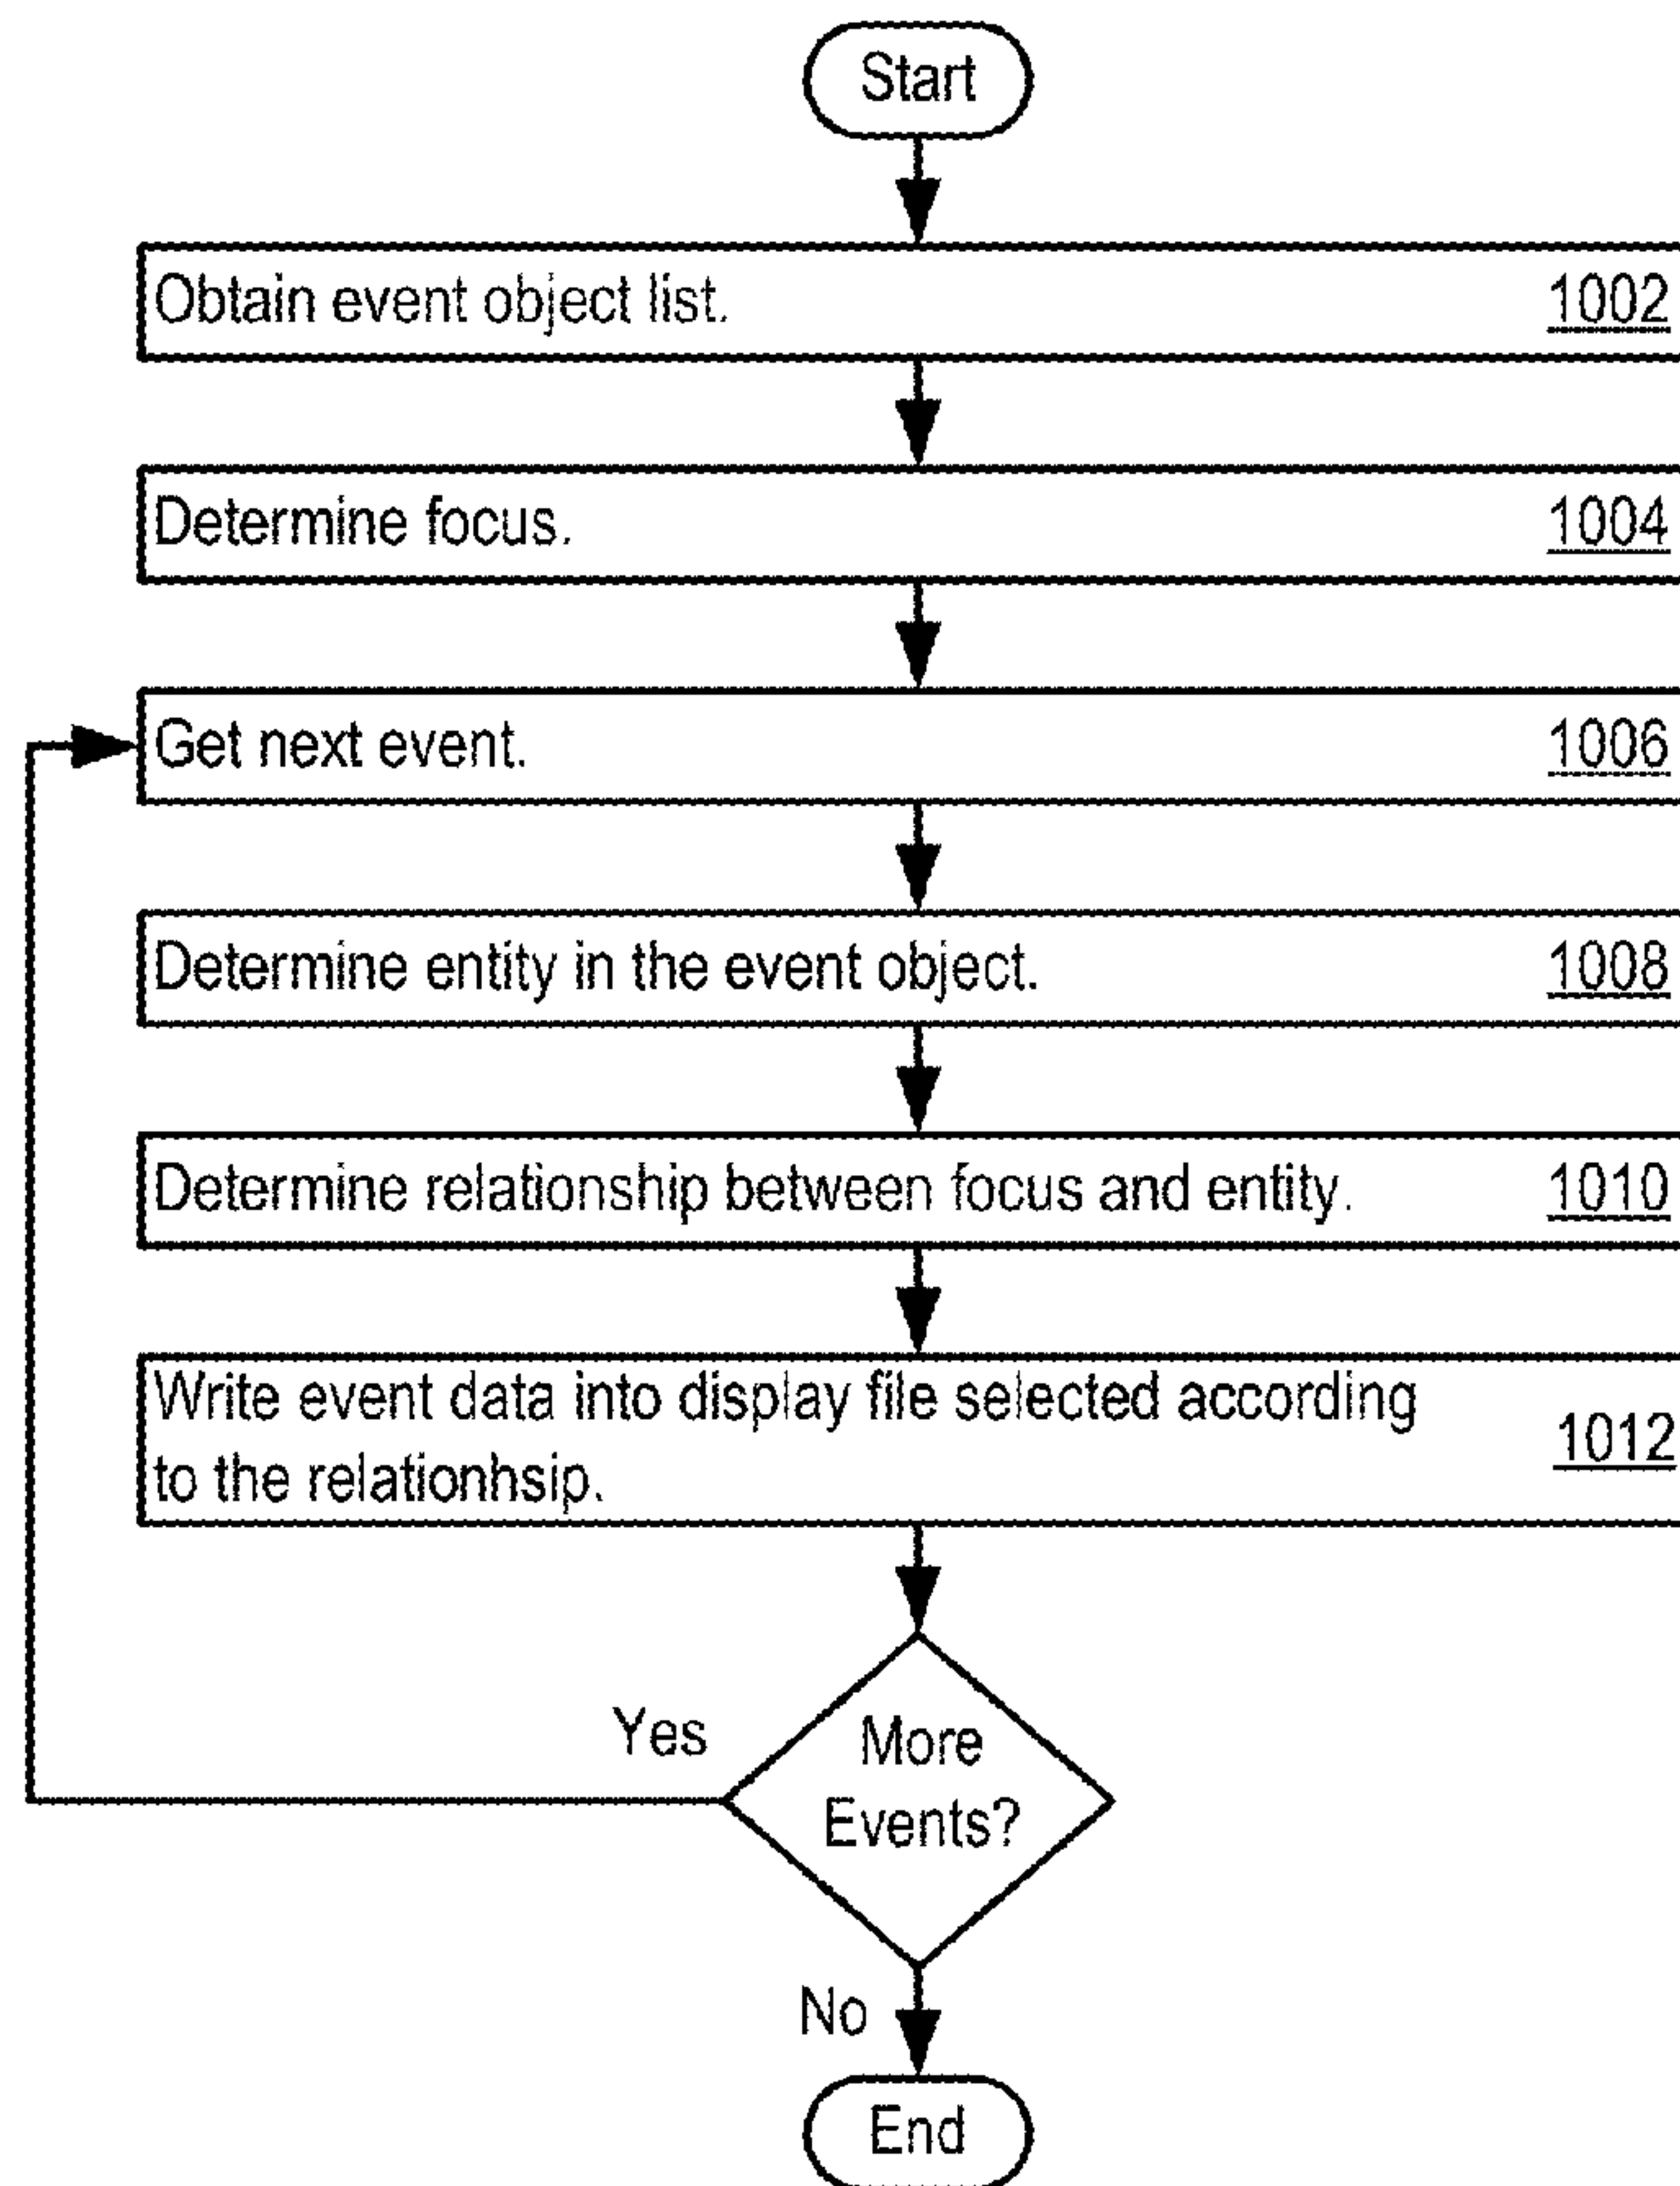 Start
Obtain event object list. 1002
Determine focus. 1004
Get next event. 1006
Determine entity in the event object. 1008
Determine relationship between focus and entity. 1010
Write event data into display file selected according
to the relationhsip. 1012
Yes
More
Events?
No
End